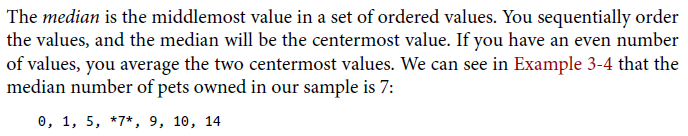 The median is the middlemost value in a set of ordered values. You sequentially order
the values, and the median will be the centermost value. If you have an even number
of values, you average the two centermost values. We can see in Example 3-4 that the
median number of pets owned in our sample is 7:
0, 1, 5, *7*, 9, 10, 14